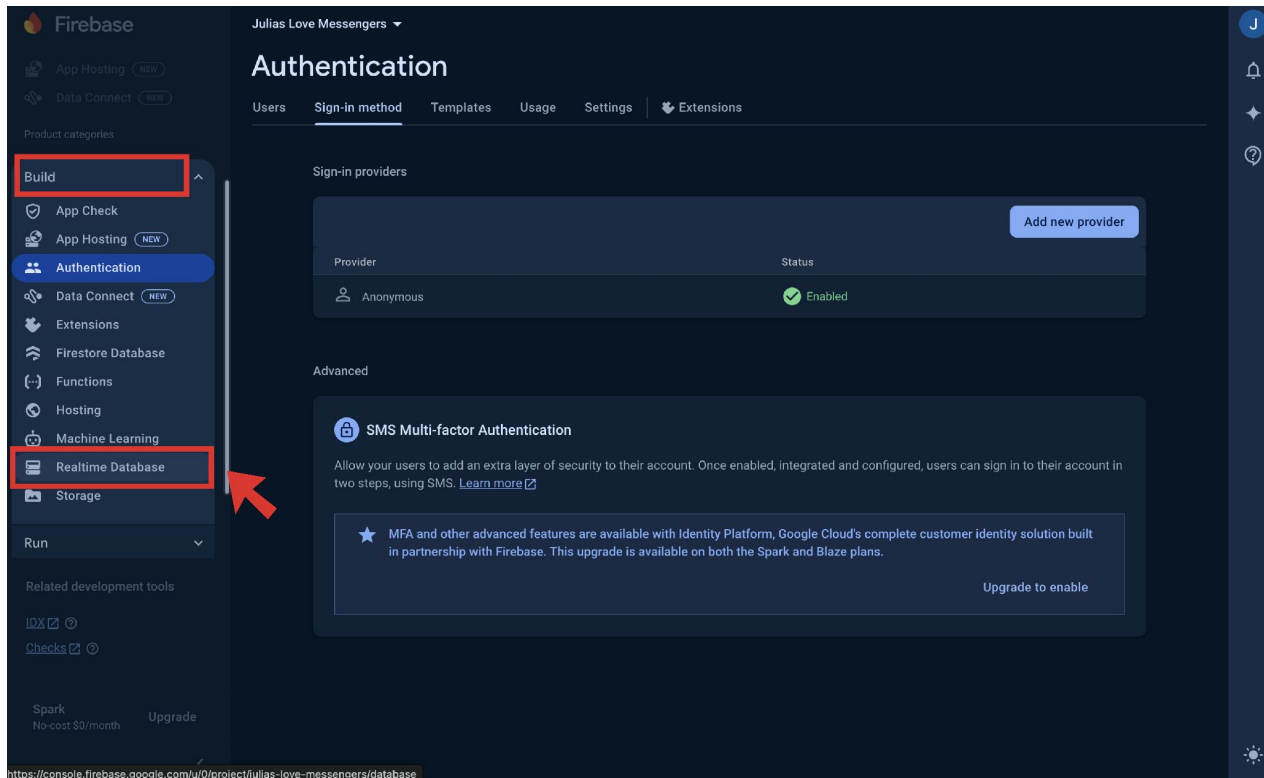 Firebase
App Hosting NEW
Data Connect NEW
Product categories
Build
App Check
App Hosting NEW
Authentication
Data Connect NEW
Extensions
Firestore Database
Functions
Hosting
Machine Learning
Realtime Database
Storage
Run
Related development tools
IDX
Checks
Spark
No-cost $0/month
Upgrade
https://console.firebase.google.com/u/0/project/julias-love-messengers/database
Julias Love Messengers
Authentication
Users Sign-in method Templates Usage Settings Extensions
Sign-in providers
Add new provider
Provider Status
Anonymous Enabled
Advanced
SMS Multi-factor Authentication
Allow your users to add an extra layer of security to their account. Once enabled, integrated and configured, users can sign in to their account in
two steps, using SMS. Learn more
MFA and other advanced features are available with Identity Platform, Google Cloud's complete customer identity solution built
in partnership with Firebase. This upgrade is available on both the Spark and Blaze plans.
Upgrade to enable
J